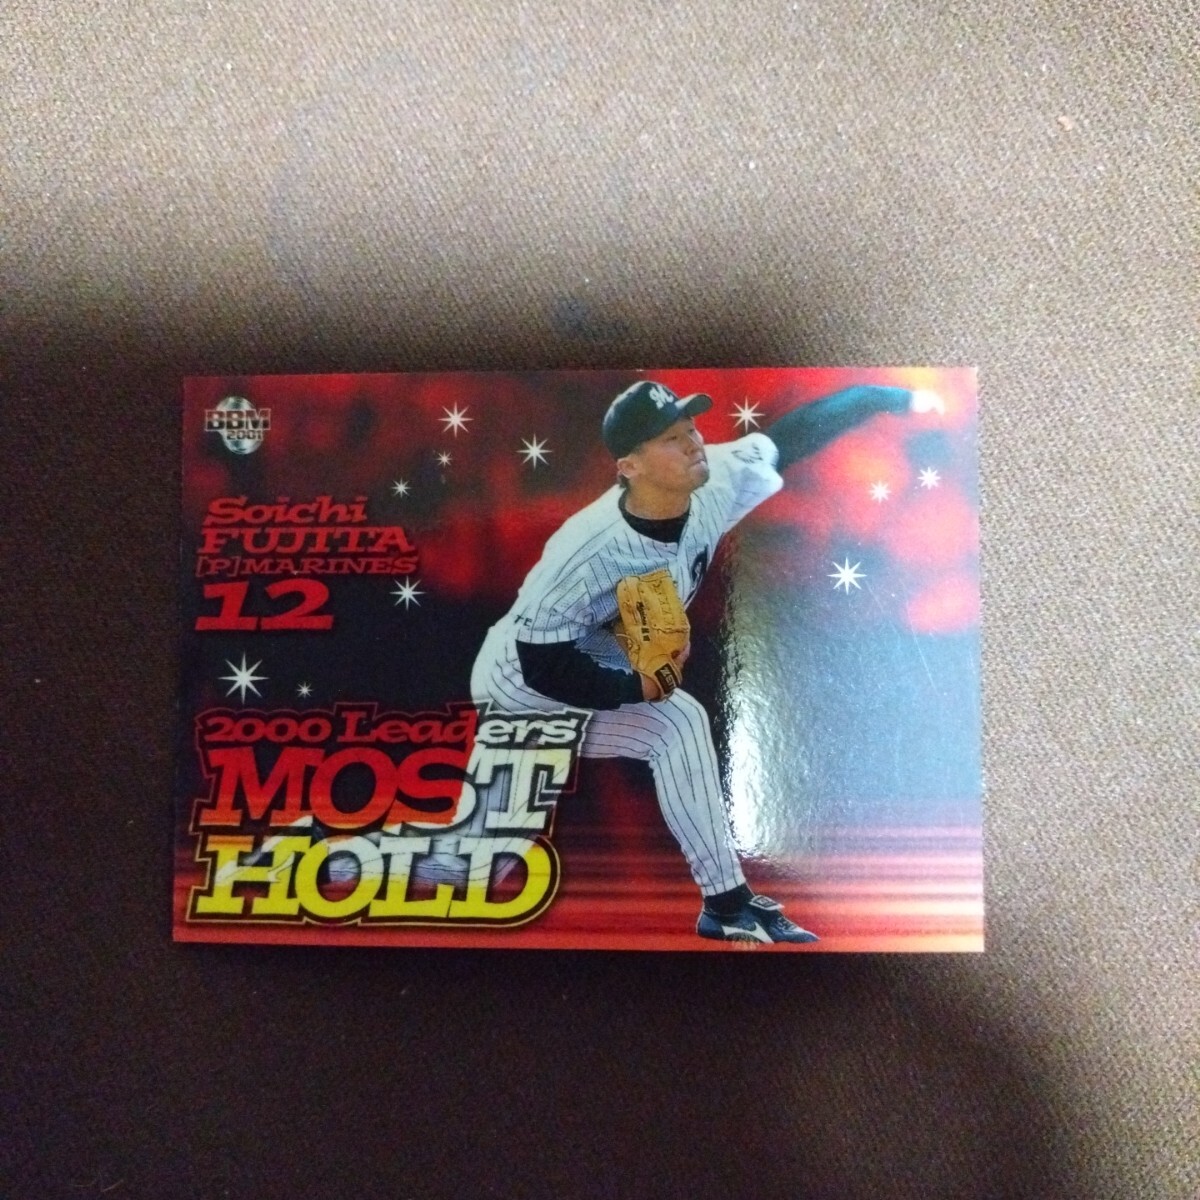 BBM
2001
Soichi
FUJITA
[P]MARINES
12
2000 Leaders
MOST
HOLD
M